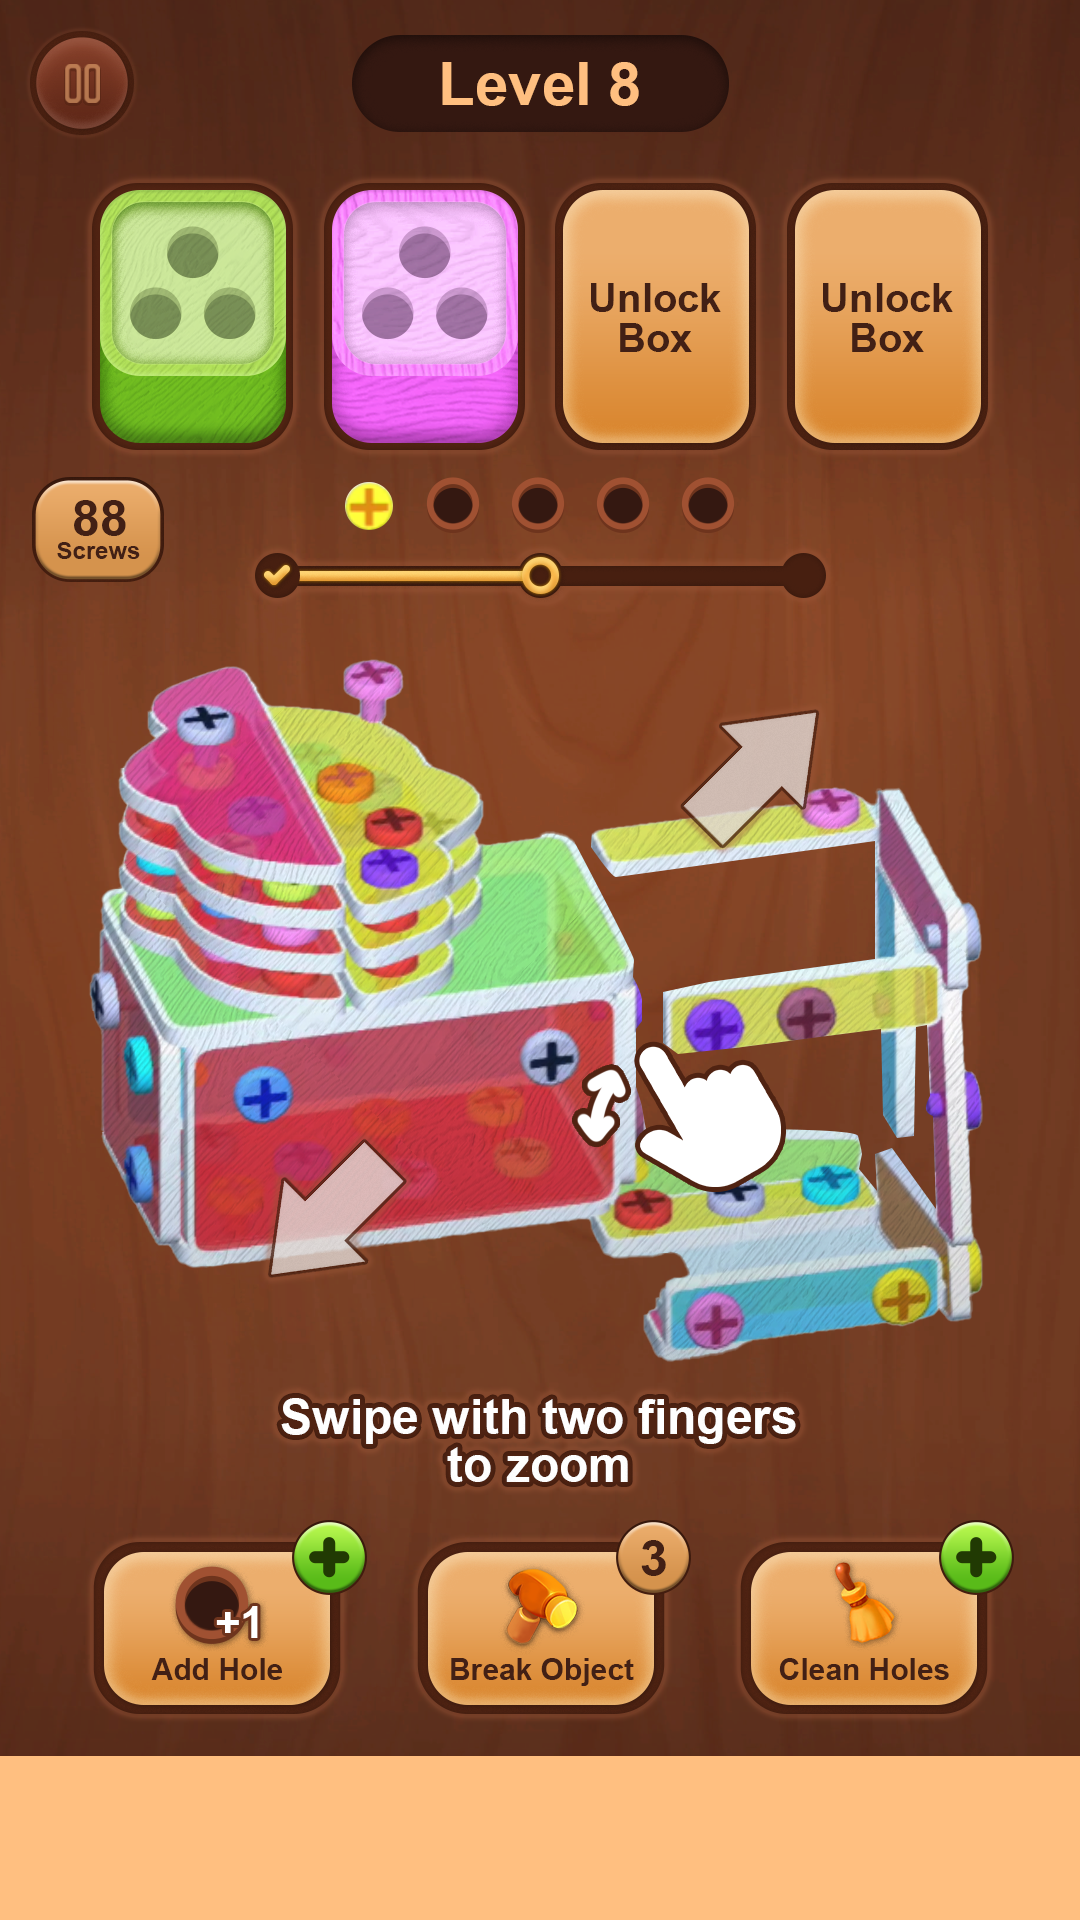 Level 8
Unlock
Box
Unlock
Box
88
Screws
Swipe with two fingers
to zoom
+1
Add Hole
3
Break Object
Clean Holes